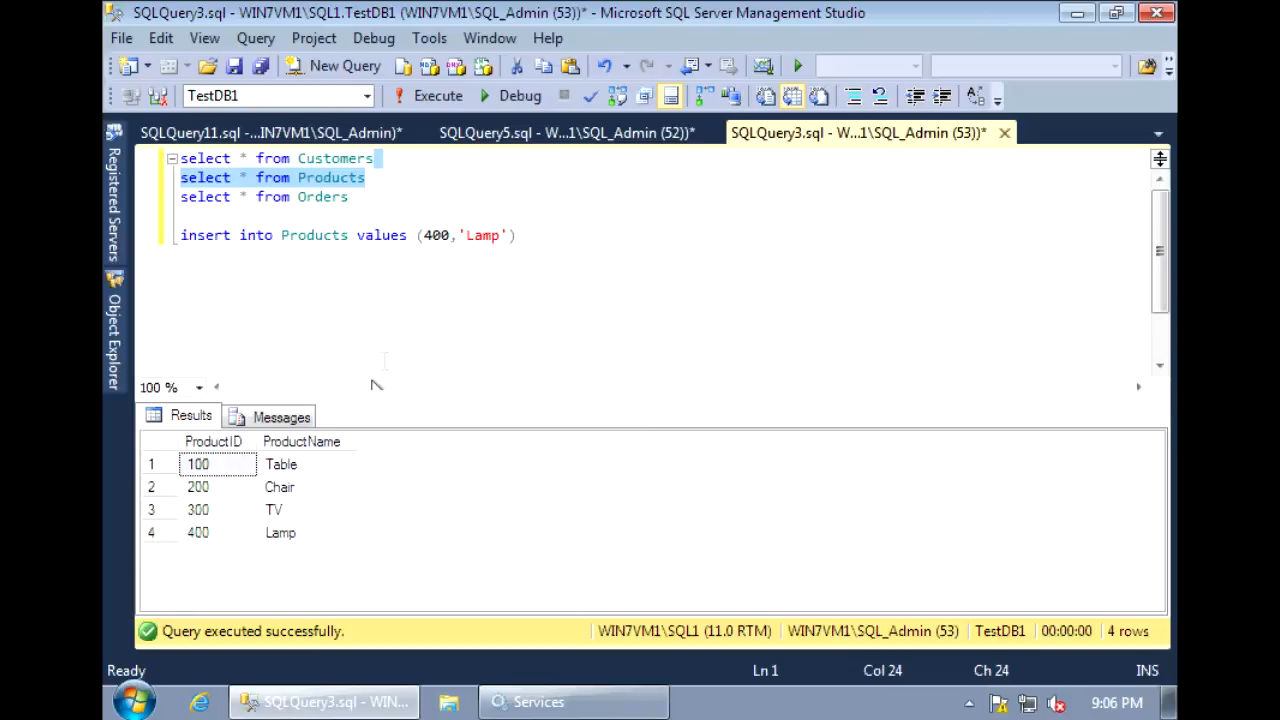 SQLQuery3.sql - WIN7VM1\SQL1.TestDB1 (WIN7VM1\SQL_Admin (53))* - Microsoft SQL Server Management Studio
File Edit View Query Project Debug Tools Window Help
New Query
TestDB1 Execute Debug
SQLQuery11.sql -...IN7VM1\SQL_Admin)* SQLQuery5.sql - W...1\SQL_Admin (52))* SQLQuery3.sql - W...1\SQL_Admin (53))*
Registered Servers
Object Explorer
select * from Customers
select * from Products
select * from Orders
insert into Products values (400,'Lamp')
100 %
Results Messages
ProductID ProductName
1 100 Table
2 200 Chair
3 300 TV
4 400 Lamp
Query executed successfully. WIN7VM1\SQL1 (11.0 RTM) WIN7VM1\SQL_Admin (53) TestDB1 00:00:00 4 rows
Ready Ln 1 Col 24 Ch 24 INS
SQLQuery3.sql - WIN... Services 9:06 PM